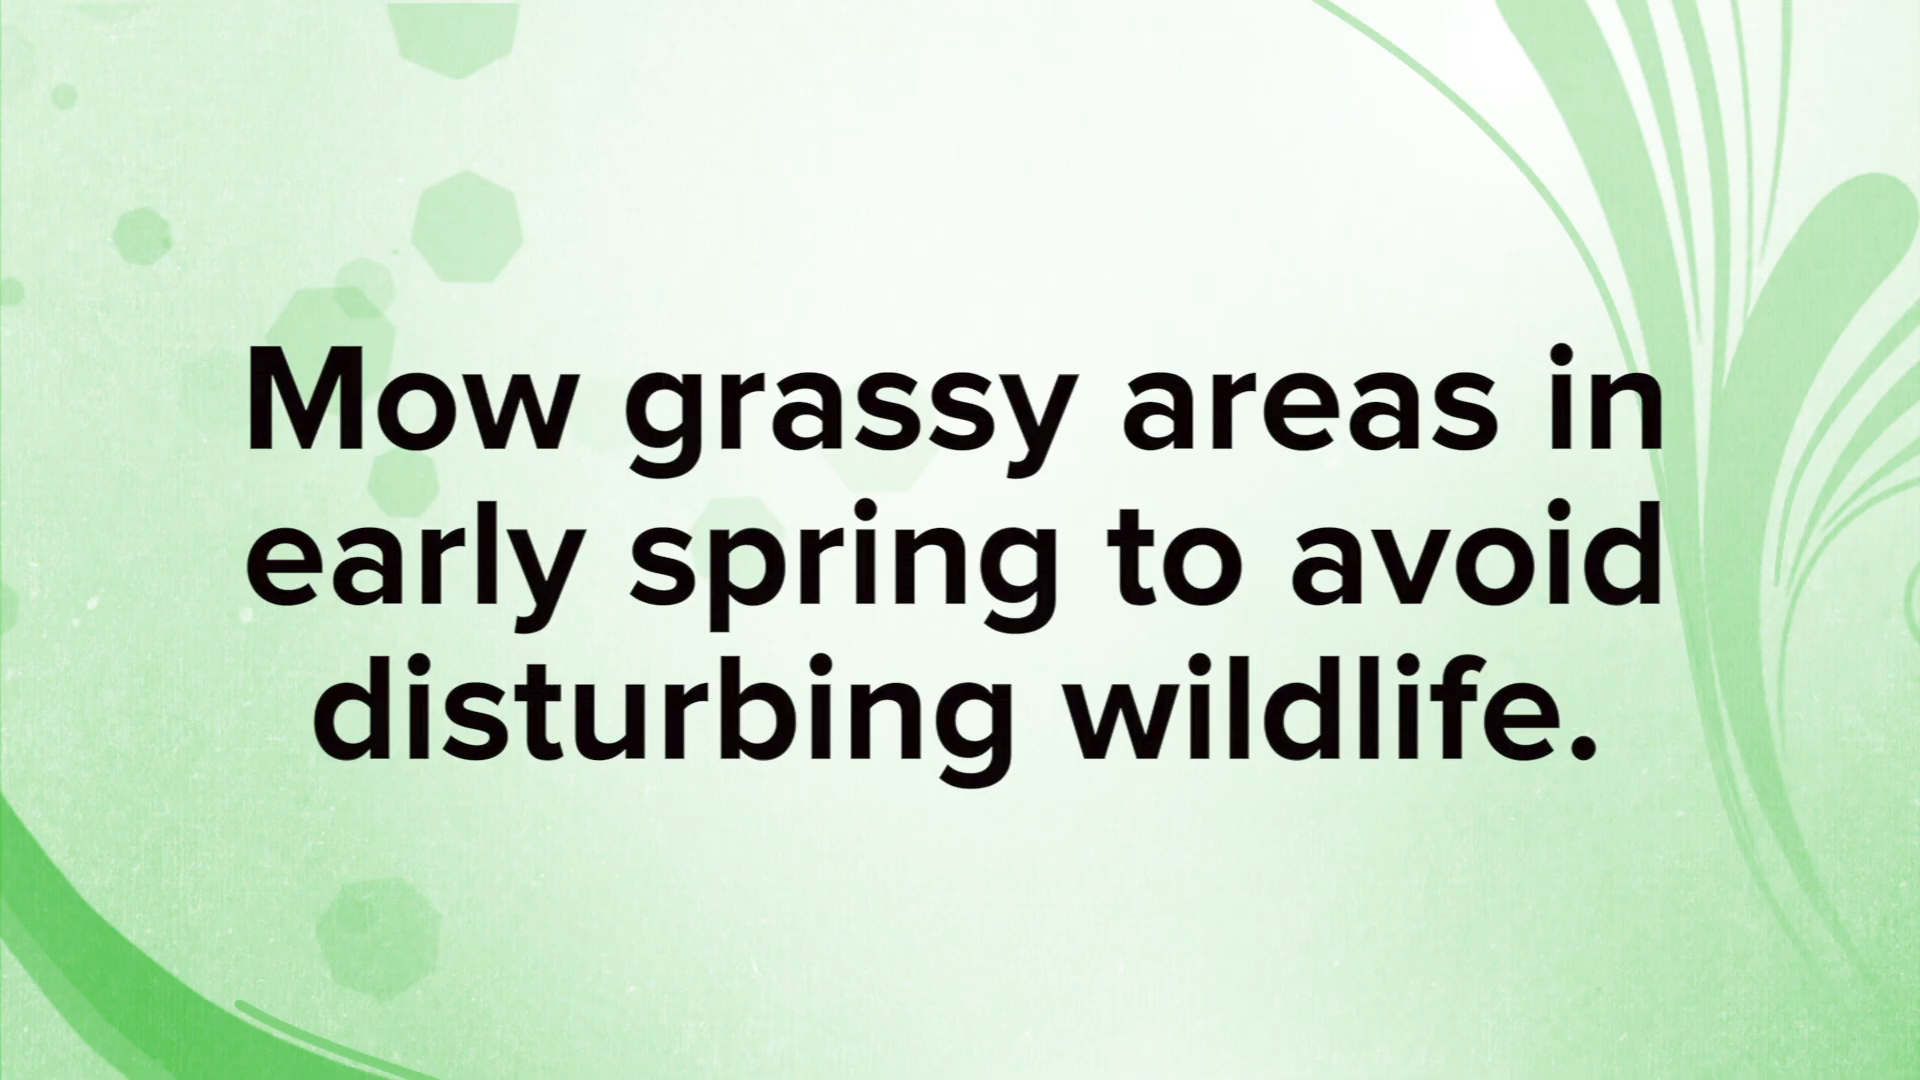 Mow grassy areas in
early spring to avoid
disturbing wildlife.